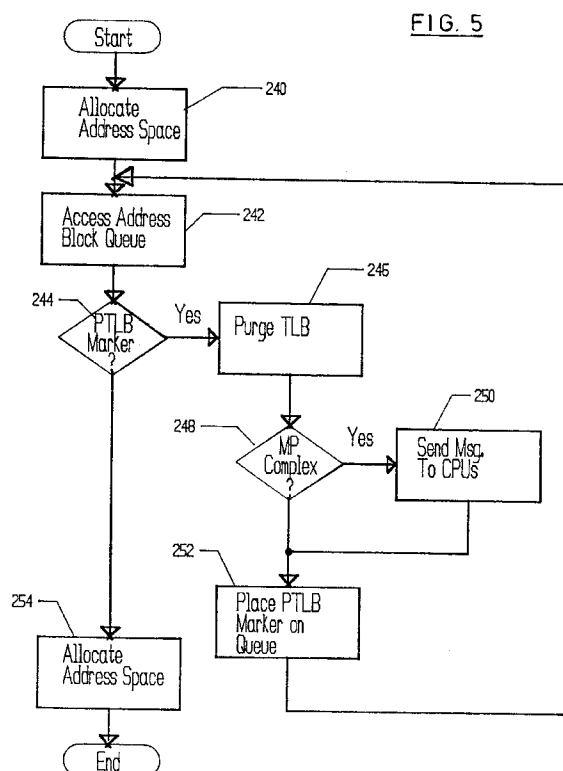 FIG. 5
Start
240
Allocate
Address Space
242
Access Address
Block Queue
244
PTLB
Marker
?
Yes
246
Purge TLB
248
MP
Complex
?
Yes
250
Send Msg.
To CPUs
252
Place PTLB
Marker on
Queue
254
Allocate
Address Space
End